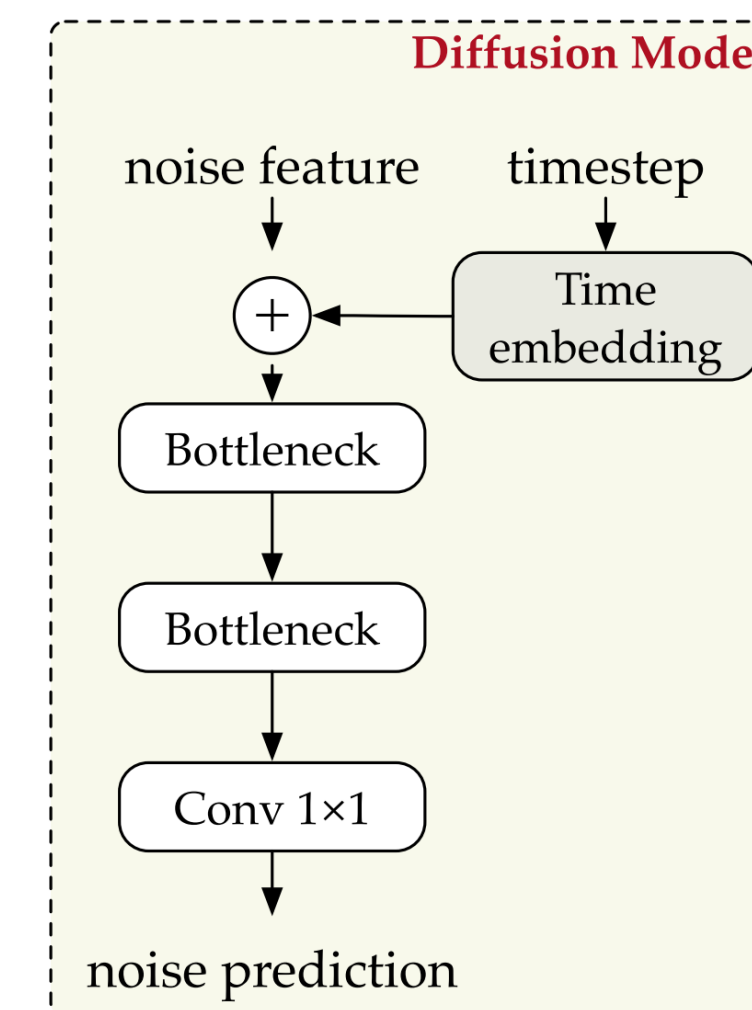 Diffusion Mode
noise feature
timestep
Time
embedding
+
Bottleneck
Bottleneck
Conv 1×1
noise prediction